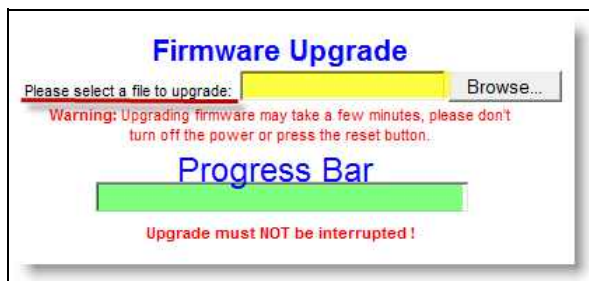 Firmware Upgrade
Please select a file to upgrade: Browse...
Warning: Upgrading firmware may take a few minutes, please don't
turn off the power or press the reset button.
Progress Bar
Upgrade must NOT be interrupted !